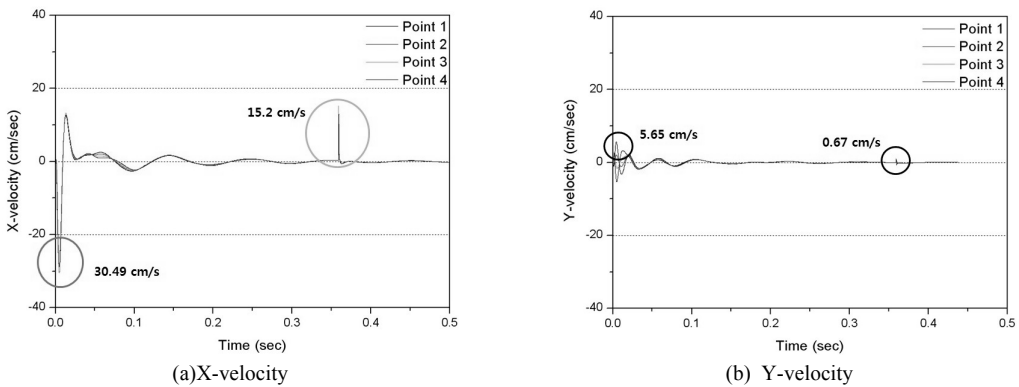 40
20
0
-20
-40
X-velocity (cm/sec)
Point 1
Point 2
Point 3
Point 4
15.2 cm/s
30.49 cm/s
0.0 0.1 0.2 0.3 0.4 0.5
Time (sec)
(a)X-velocity
40
20
0
-20
-40
Y-velocity (cm/sec)
Point 1
Point 2
Point 3
Point 4
5.65 cm/s
0.67 cm/s
0.0 0.1 0.2 0.3 0.4 0.5
Time (sec)
(b) Y-velocity